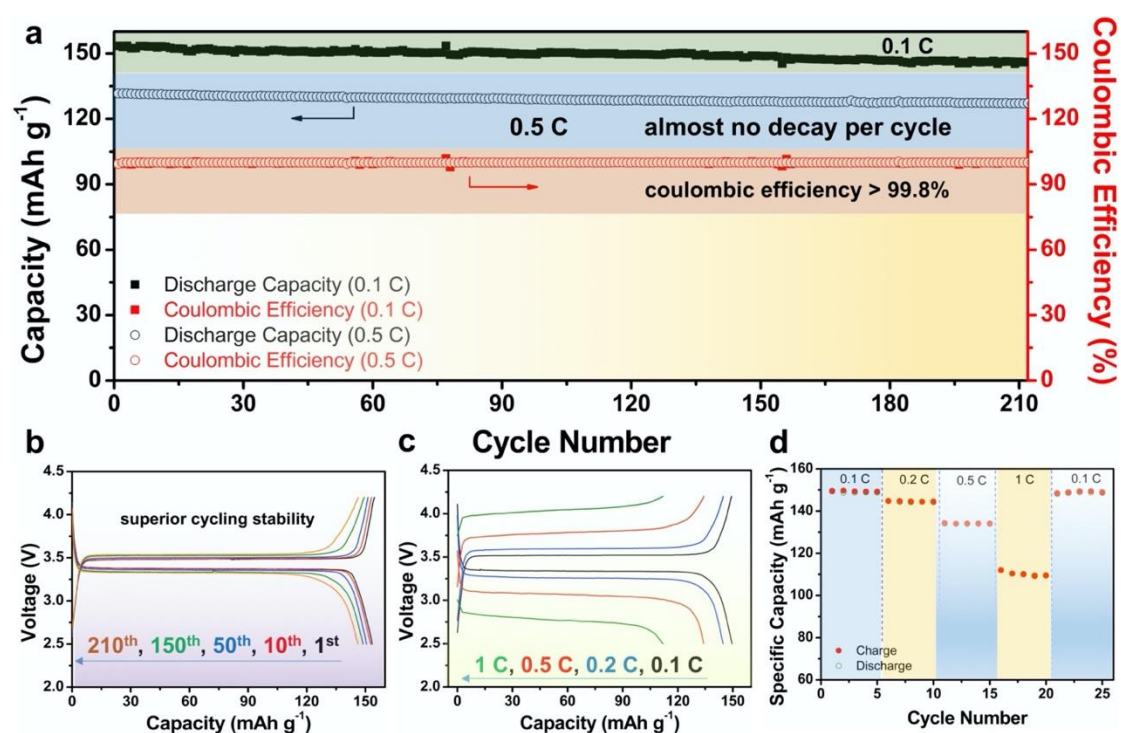 a
150
120
90
60
30
0
Capacity (mAh g⁻¹)
0.1 C
0.5 C almost no decay per cycle
coulombic efficiency > 99.8%
Discharge Capacity (0.1 C)
Coulombic Efficiency (0.1 C)
Discharge Capacity (0.5 C)
Coulombic Efficiency (0.5 C)
150
120
90
60
30
0
Coulombic Efficiency (%)
0 30 60 90 120 150 180 210
Cycle Number
b
4.5
4.0
3.5
3.0
2.5
2.0
Voltage (V)
superior cycling stability
210th, 150th, 50th, 10th, 1st
0 30 60 90 120 150
Capacity (mAh g⁻¹)
c
4.5
4.0
3.5
3.0
2.5
2.0
Voltage (V)
1 C, 0.5 C, 0.2 C, 0.1 C
0 30 60 90 120 150
Capacity (mAh g⁻¹)
d
160
140
120
100
80
60
Specific Capacity (mAh g⁻¹)
0.1 C 0.2 C 0.5 C 1 C 0.1 C
Charge
Discharge
0 5 10 15 20 25
Cycle Number